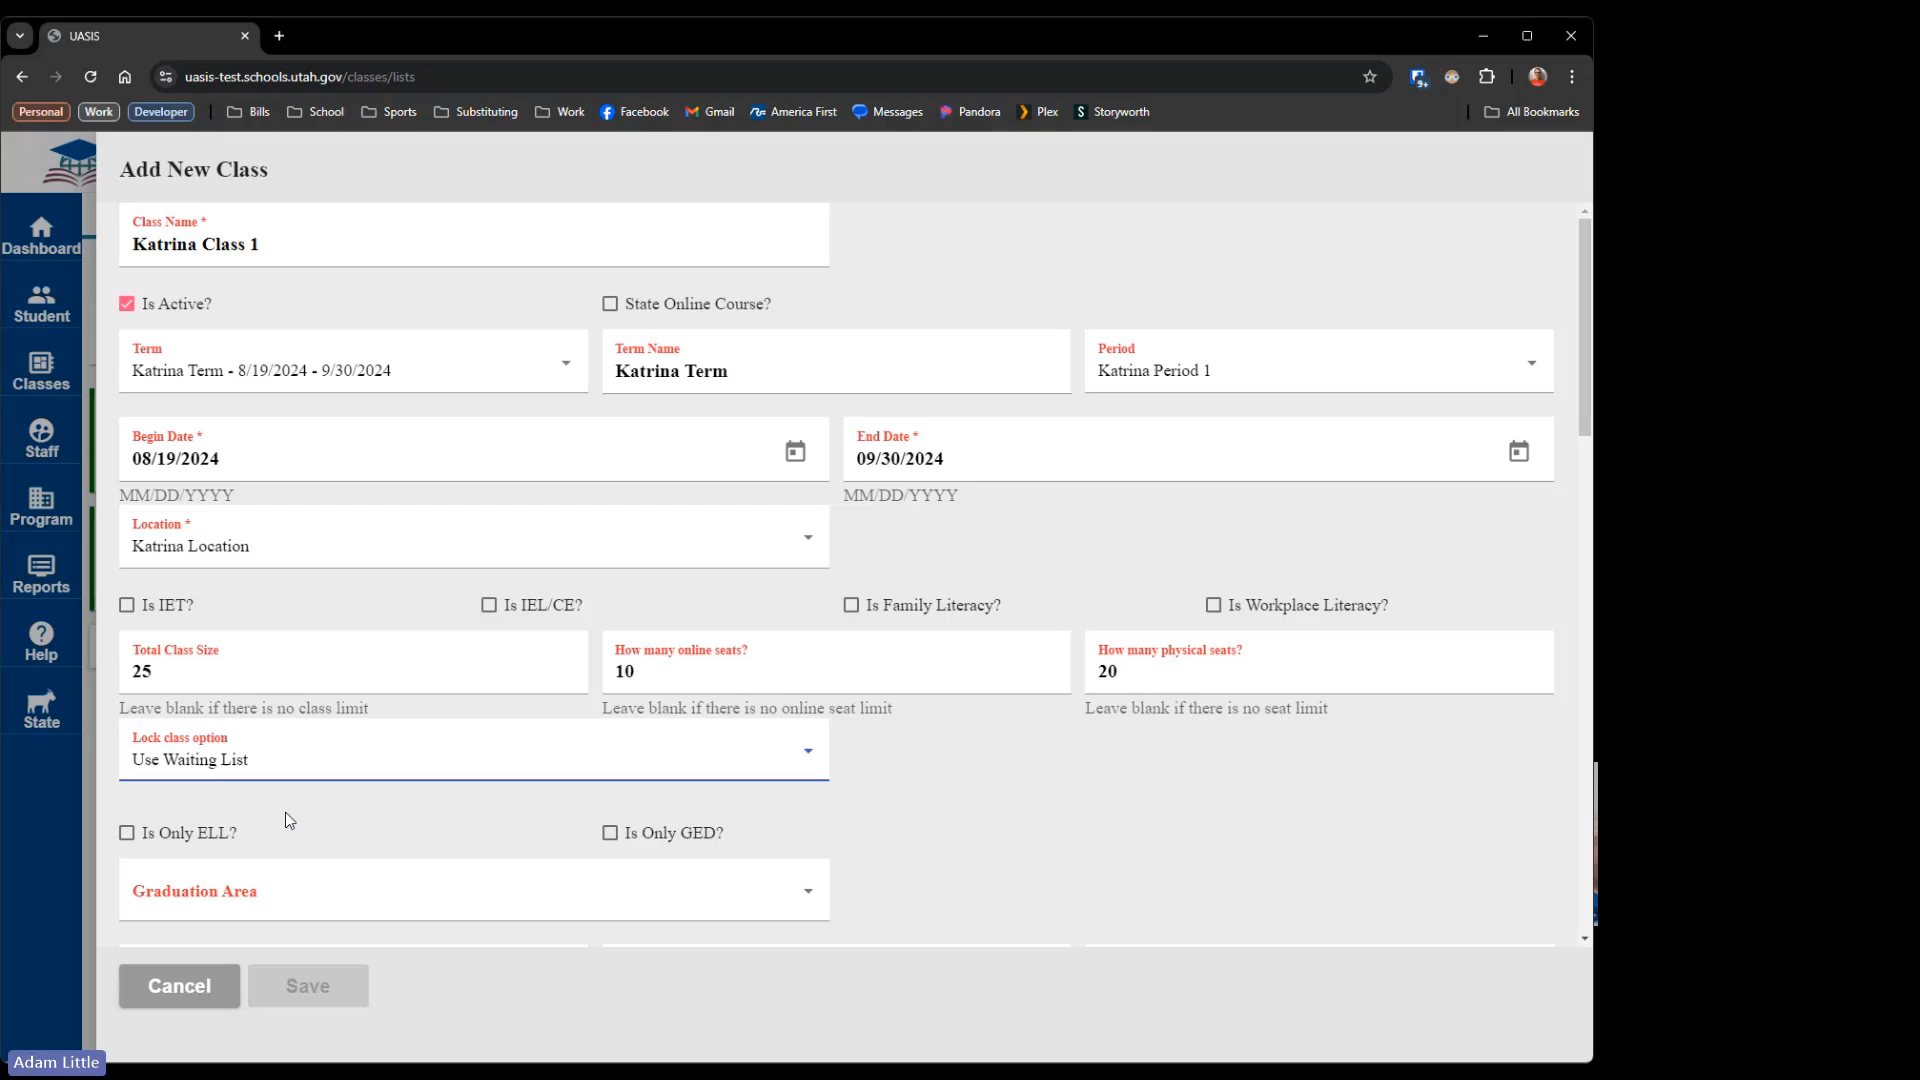 UASIS
uasis-test.schools.utah.gov/classes/lists
9+
Personal Work Developer Bills School Sports Substituting Work Facebook Gmail America First Messages Pandora Plex Storyworth All Bookmarks
Add New Class
Dashboard
Student
Classes
Staff
Program
Reports
Help
State
Class Name *
Katrina Class 1
Is Active? State Online Course?
Term Term Name Period
Katrina Term - 8/19/2024 - 9/30/2024 Katrina Term Katrina Period 1
Begin Date * End Date *
08/19/2024 09/30/2024
MM/DD/YYYY MM/DD/YYYY
Location *
Katrina Location
Is IET? Is IEL/CE? Is Family Literacy? Is Workplace Literacy?
Total Class Size How many online seats? How many physical seats?
25 10 20
Leave blank if there is no class limit Leave blank if there is no online seat limit Leave blank if there is no seat limit
Lock class option
Use Waiting List
Is Only ELL? Is Only GED?
Graduation Area
Cancel Save
Adam Little